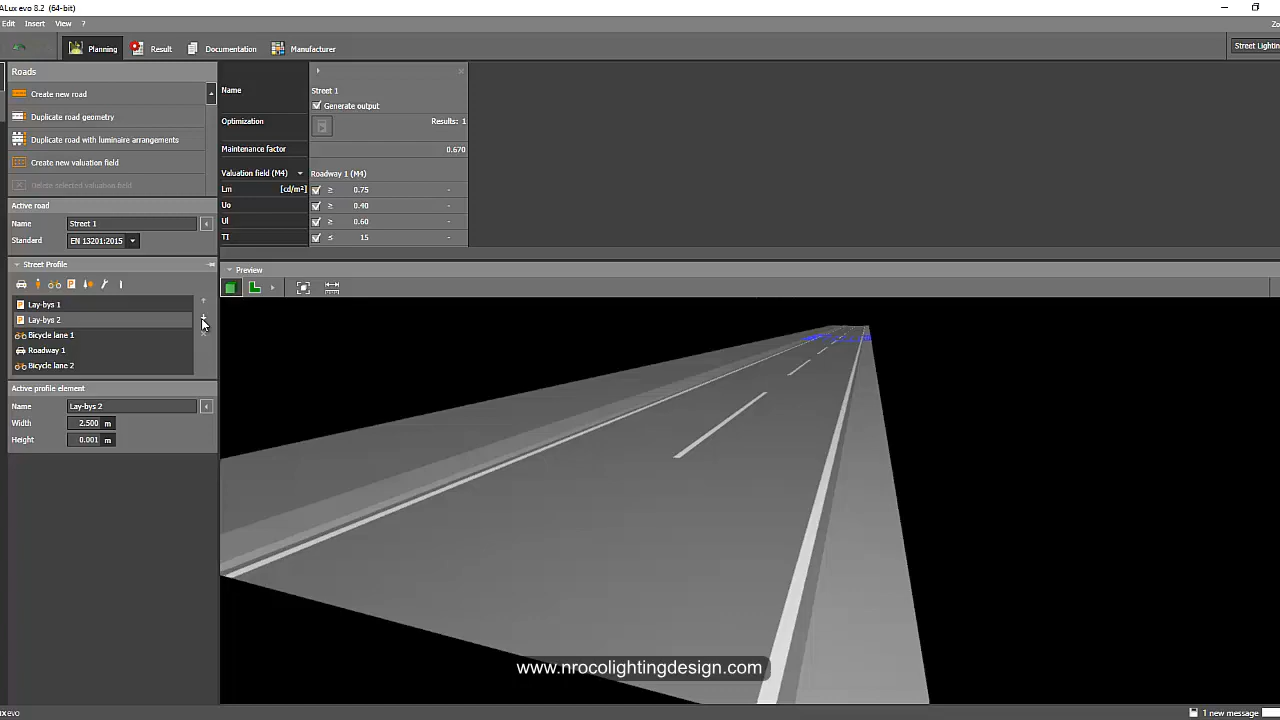 ALux evo 8.2 (64-bit)
Edit Insert View ?
Planning Result Documentation Manufacturer
Street Lighting
Roads
Create new road
Duplicate road geometry
Duplicate road with luminaire arrangements
Create new valuation field
Delete selected valuation field
Active road
Name Street 1
Standard EN 13201:2015
Street Profile
Lay-bys 1
Lay-bys 2
Bicycle lane 1
Roadway 1
Bicycle lane 2
Active profile element
Name Lay-bys 2
Width 2.500 m
Height 0.001 m
Name Street 1
Generate output
Optimization Results: 1
Maintenance factor 0.670
Valuation field (M4) Roadway 1 (M4)
Lm [cd/m²] ≥ 0.75 -
Uo ≥ 0.40 -
Ul ≥ 0.60 -
TI ≤ 15 -
Preview
www.nrocolightingdesign.com
ux evo
1 new message